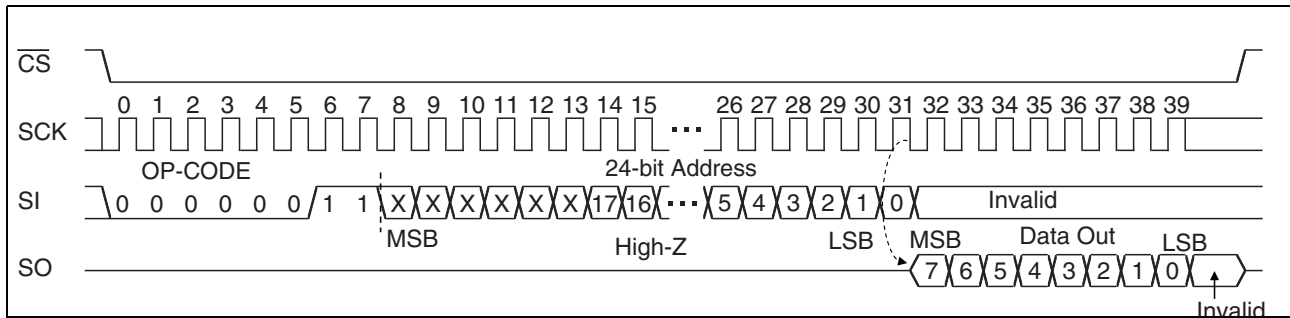 CS
0 1 2 3 4 5 6 7 8 9 10 11 12 13 14 15 26 27 28 29 30 31 32 33 34 35 36 37 38 39
SCK
OP-CODE 24-bit Address
SI 0 0 0 0 0 0 1 1 X X X X X X 17 16 5 4 3 2 1 0 Invalid
MSB High-Z LSB MSB Data Out LSB
SO 7 6 5 4 3 2 1 0
Invalid